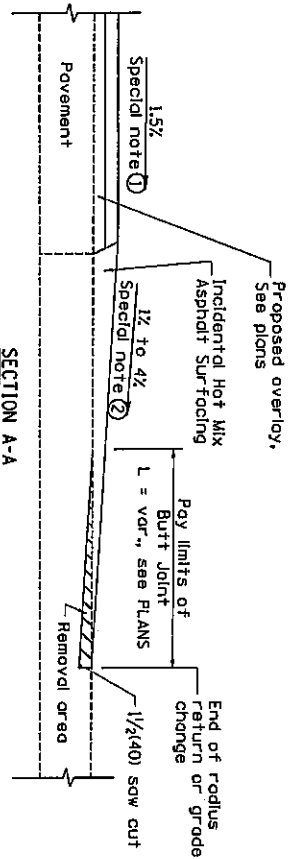 Proposed overlay,
See plans
1.5%
Special note ①
Pavement
Incidental Hot Mix
Asphalt Surfacing
1% to 4%
Special note ②
Pay limits of
Butt Joint
L = var., see PLANS
End of radius
return or grade
change
1½(40) saw cut
Removal area
SECTION A-A